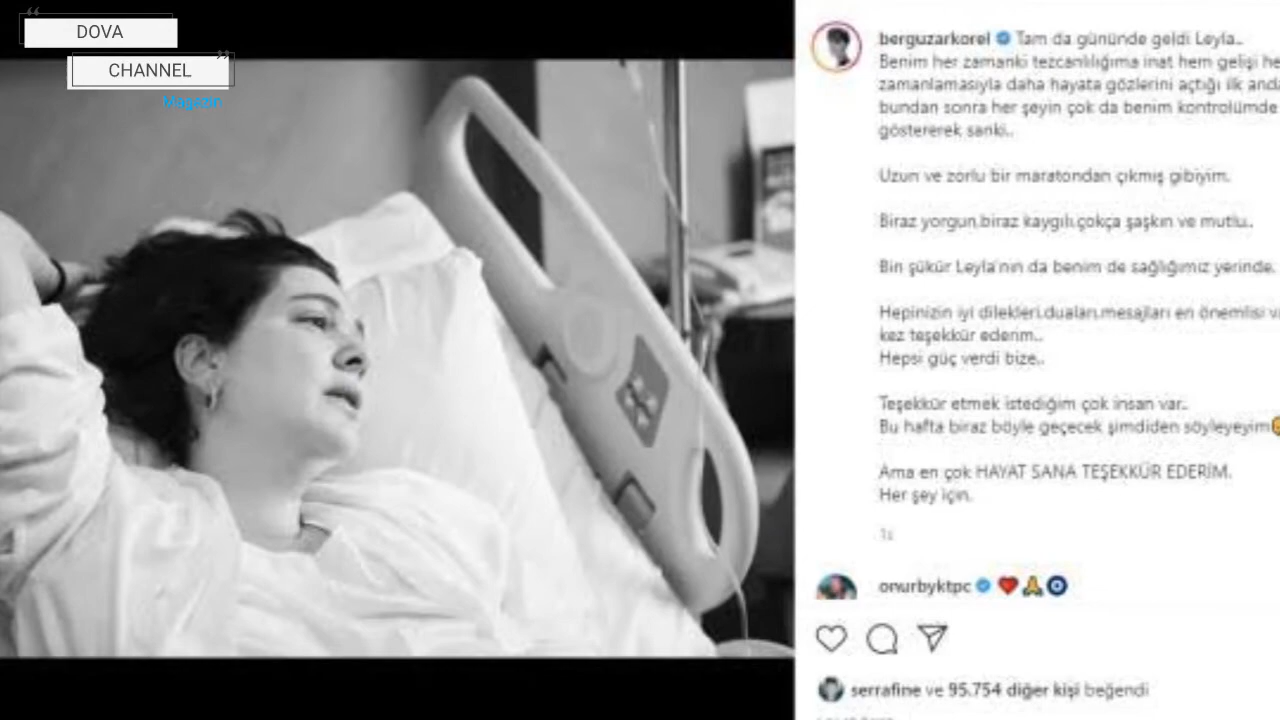 DOVA
CHANNEL
Magazin
berguzarkorel Tam da gününde geldi Leyla..
Benim her zamanki tezcanlılığıma inat hem gelişi he
zamanlamasıyla daha hayata gözlerini açtığı ilk anda
bundan sonra her şeyin çok da benim kontrolümde
göstererek sanki..
Uzun ve zorlu bir maratondan çıkmış gibiyim.
Biraz yorgun,biraz kaygılı,çokça şaşkın ve mutlu..
Bin şükür Leyla'nın da benim de sağlığımız yerinde.
Hepinizin iyi dilekleri,duaları,mesajları en önemlisi va
kez teşekkür ederim..
Hepsi güç verdi bize..
Teşekkür etmek istediğim çok insan var..
Bu hafta biraz böyle geçecek şimdiden söyleyeyim
Ama en çok HAYAT SANA TEŞEKKÜR EDERİM.
Her şey için.
1s
onurbyktpc ❤️🙏🧿
serrafine ve 95.754 diğer kişi beğendi